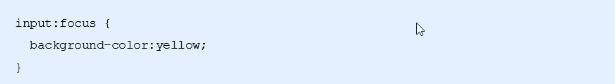 input:focus {
  background-color:yellow;
}